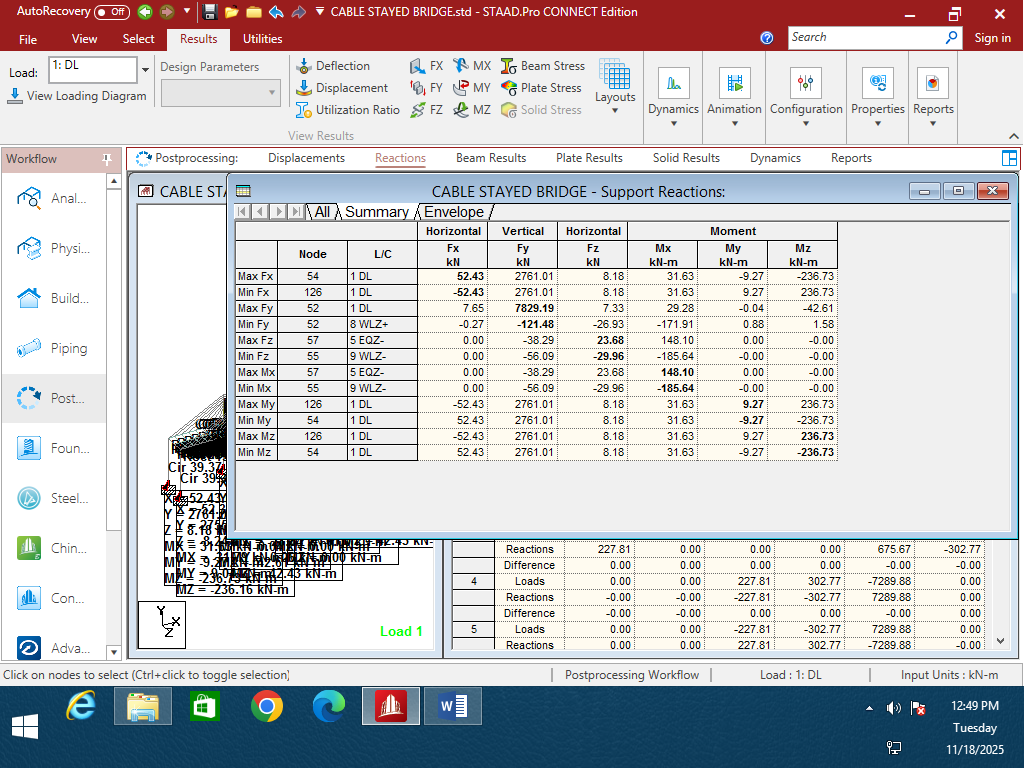 AutoRecovery Off CABLE STAYED BRIDGE.std - STAAD.Pro CONNECT Edition
File View Select Results Utilities Search Sign in
Load: 1: DL
View Loading Diagram
Design Parameters
Deflection FX MX Beam Stress
Displacement FY MY Plate Stress
Utilization Ratio FZ MZ Solid Stress
View Results
Layouts Dynamics Animation Configuration Properties Reports
Workflow
Postprocessing: Displacements Reactions Beam Results Plate Results Solid Results Dynamics Reports
Anal...
Physi...
Build...
Piping
Post...
Foun...
Steel...
Chin...
Con...
Adva...
CABLE STA
CABLE STAYED BRIDGE - Support Reactions:
All Summary Envelope
Horizontal Vertical Horizontal Moment
Node L/C Fx kN Fy kN Fz kN Mx kN-m My kN-m Mz kN-m
Max Fx 54 1 DL 52.43 2761.01 8.18 31.63 -9.27 -236.73
Min Fx 126 1 DL -52.43 2761.01 8.18 31.63 9.27 236.73
Max Fy 52 1 DL 7.65 7829.19 7.33 29.28 -0.04 -42.61
Min Fy 52 8 WLZ+ -0.27 -121.48 -26.93 -171.91 0.88 1.58
Max Fz 57 5 EQZ- 0.00 -38.29 23.68 148.10 0.00 -0.00
Min Fz 55 9 WLZ- 0.00 -56.09 -29.96 -185.64 -0.00 -0.00
Max Mx 57 5 EQZ- 0.00 -38.29 23.68 148.10 0.00 -0.00
Min Mx 55 9 WLZ- 0.00 -56.09 -29.96 -185.64 -0.00 -0.00
Max My 126 1 DL -52.43 2761.01 8.18 31.63 9.27 236.73
Min My 54 1 DL 52.43 2761.01 8.18 31.63 -9.27 -236.73
Max Mz 126 1 DL -52.43 2761.01 8.18 31.63 9.27 236.73
Min Mz 54 1 DL 52.43 2761.01 8.18 31.63 -9.27 -236.73
Cir 39.37
Cir 39.
MZ = -236.16 kN-m
Y
X
Z
Load 1
Reactions 227.81 0.00 0.00 0.00 675.67 -302.77
Difference 0.00 0.00 0.00 0.00 -0.00 -0.00
4 Loads 0.00 0.00 227.81 302.77 -7289.88 0.00
Reactions -0.00 -0.00 -227.81 -302.77 7289.88 0.00
Difference -0.00 -0.00 0.00 -0.00 -0.00 0.00
5 Loads 0.00 0.00 -227.81 -302.77 7289.88 0.00
Reactions 0.00 0.00 227.81 302.77 -7289.88 -0.00
Click on nodes to select (Ctrl+click to toggle selection) Postprocessing Workflow Load : 1: DL Input Units : kN-m
12:49 PM
Tuesday
11/18/2025